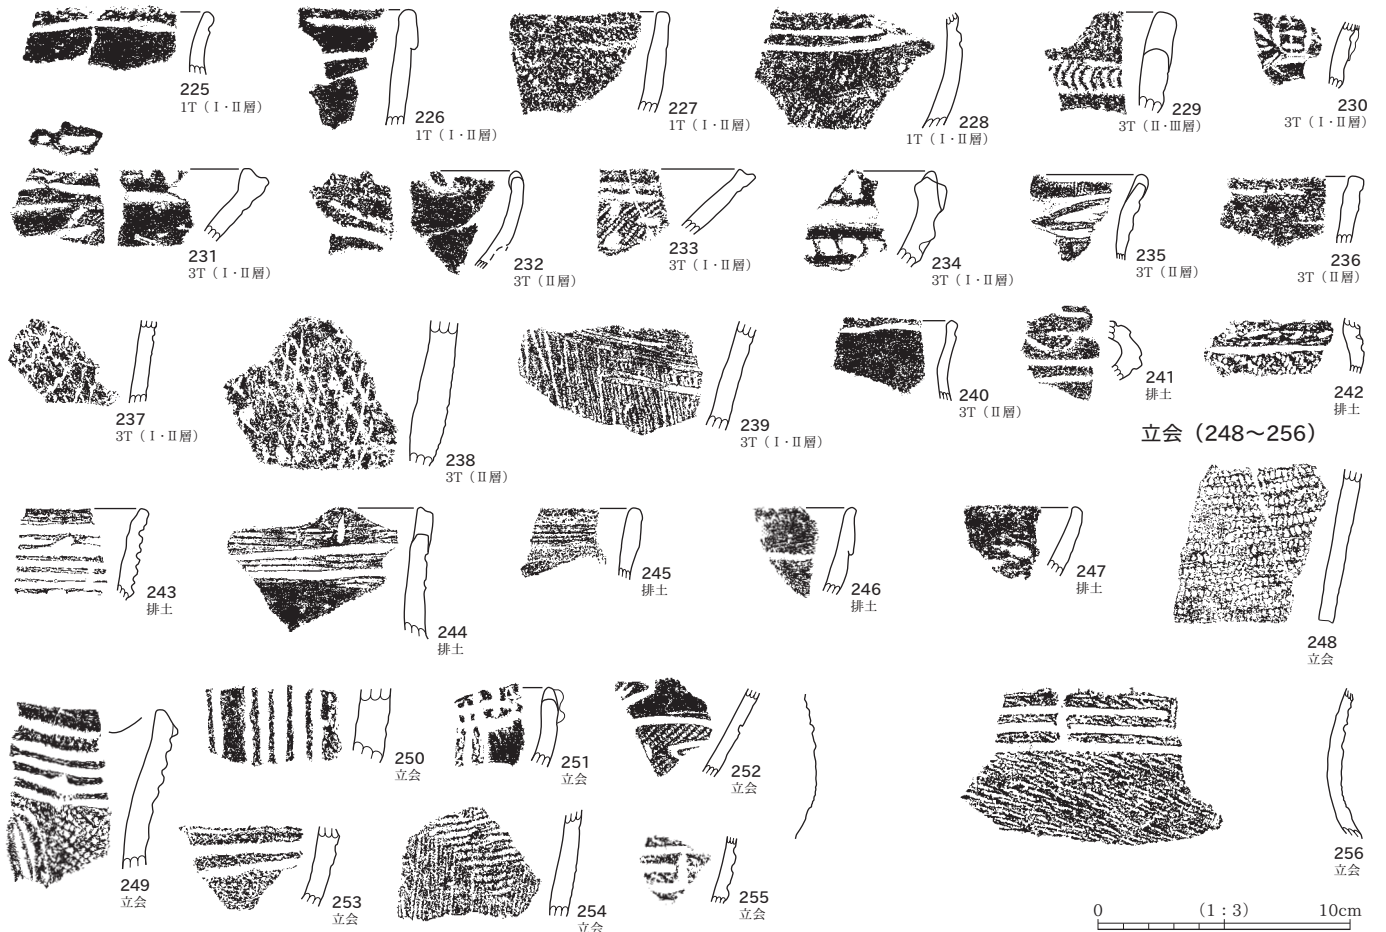 225
1T（Ⅰ・Ⅱ層）
226
1T（Ⅰ・Ⅱ層）
227
1T（Ⅰ・Ⅱ層）
228
1T（Ⅰ・Ⅱ層）
229
3T（Ⅱ・Ⅲ層）
230
3T（Ⅰ・Ⅱ層）
231
3T（Ⅰ・Ⅱ層）
232
3T（Ⅱ層）
233
3T（Ⅰ・Ⅱ層）
234
3T（Ⅰ・Ⅱ層）
235
3T（Ⅱ層）
236
3T（Ⅱ層）
237
3T（Ⅰ・Ⅱ層）
238
3T（Ⅱ層）
239
3T（Ⅰ・Ⅱ層）
240
3T（Ⅱ層）
241
排土
242
排土
立会（248～256）
243
排土
244
排土
245
排土
246
排土
247
排土
248
立会
249
立会
250
立会
251
立会
252
立会
253
立会
254
立会
255
立会
256
立会
0 （1：3） 10cm